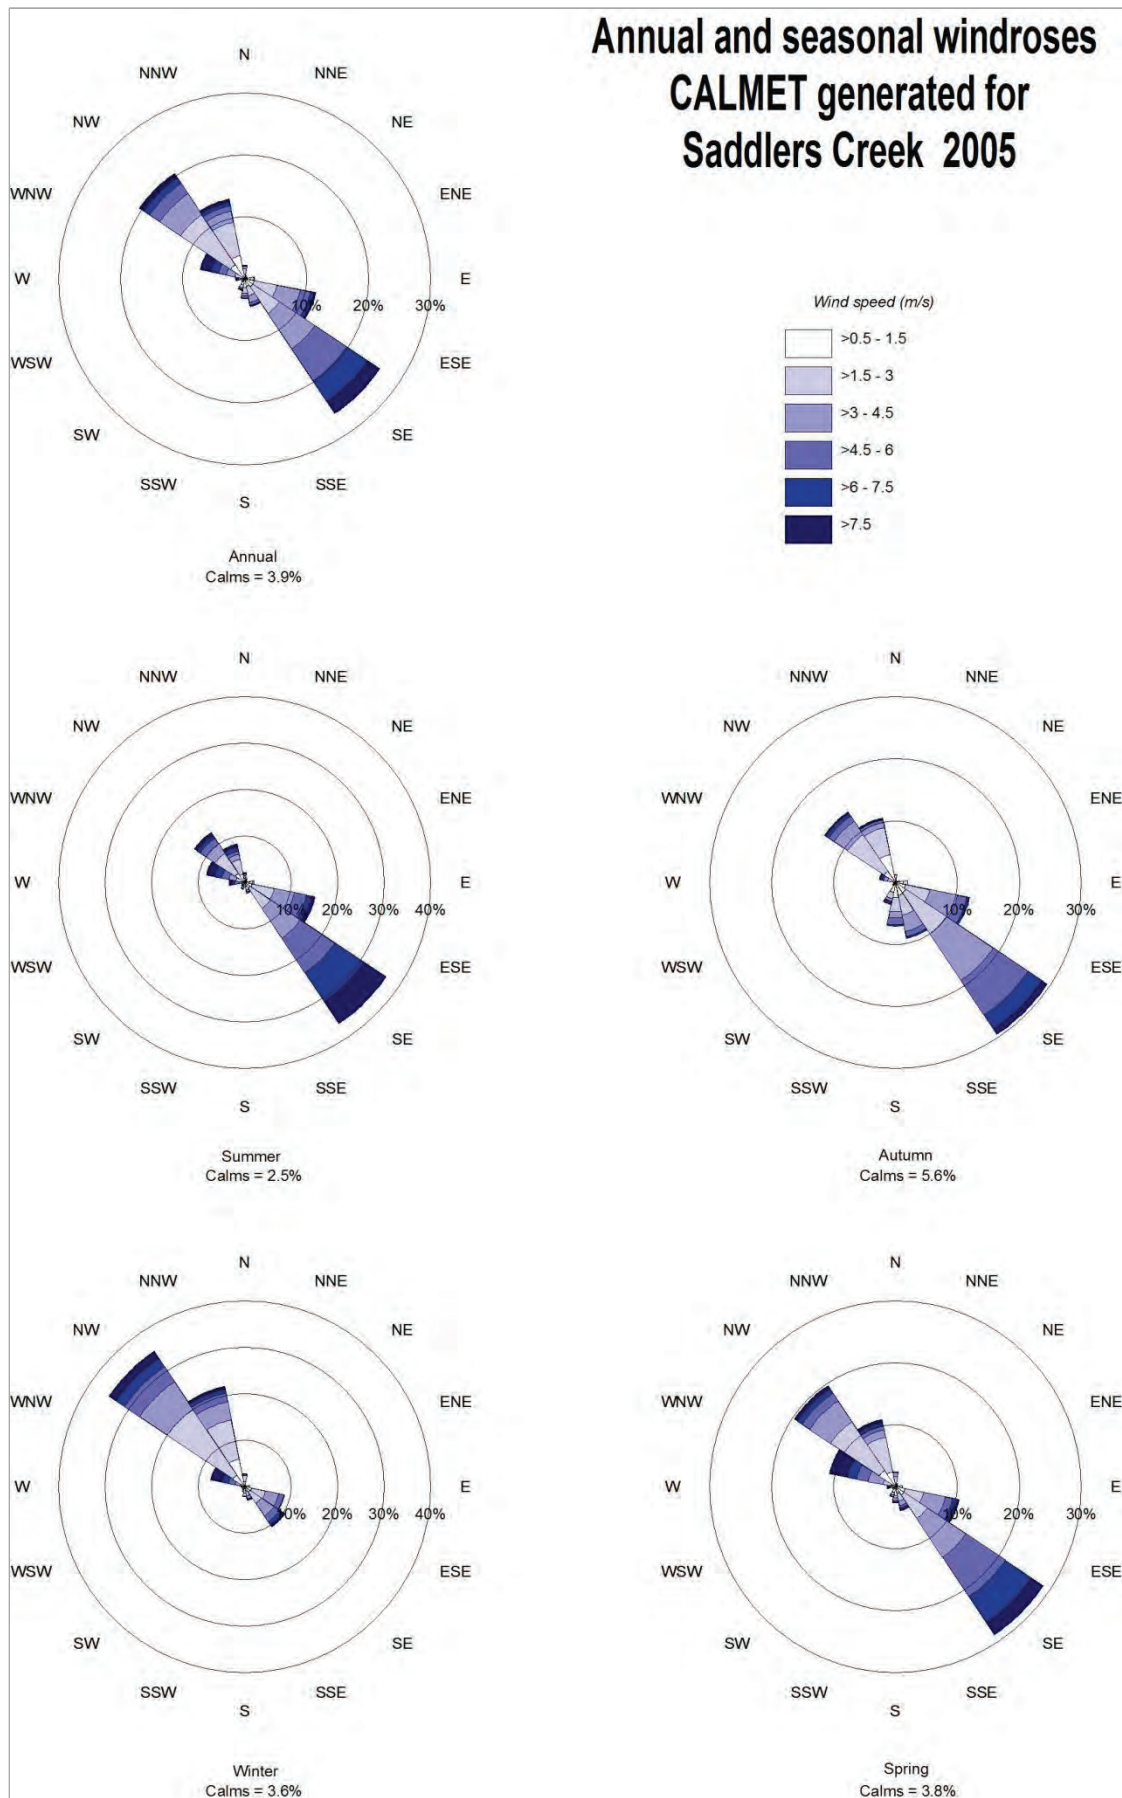 Annual and seasonal windroses
CALMET generated for
Saddlers Creek 2005
N
NNW
NNE
NW
NE
WNW
ENE
W
10%
20%
30%
E
WSW
ESE
SW
SE
SSW
SSE
S
Annual
Calms = 3.9%
Wind speed (m/s)
>0.5 - 1.5
>1.5 - 3
>3 - 4.5
>4.5 - 6
>6 - 7.5
>7.5
N
NNW
NNE
NW
NE
WNW
ENE
W
10%
20%
30%
40%
E
WSW
ESE
SW
SE
SSW
SSE
S
Summer
Calms = 2.5%
N
NNW
NNE
NW
NE
WNW
ENE
W
10%
20%
30%
E
WSW
ESE
SW
SE
SSW
SSE
S
Autumn
Calms = 5.6%
N
NNW
NNE
NW
NE
WNW
ENE
W
10%
20%
30%
40%
E
WSW
ESE
SW
SE
SSW
SSE
S
Winter
Calms = 3.6%
N
NNW
NNE
NW
NE
WNW
ENE
W
10%
20%
30%
E
WSW
ESE
SW
SE
SSW
SSE
S
Spring
Calms = 3.8%